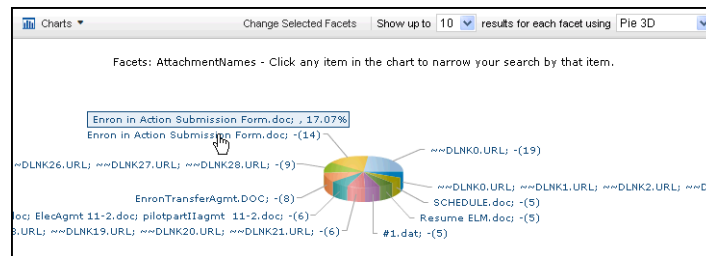 Charts Change Selected Facets Show up to 10 results for each facet using Pie 3D
Facets: AttachmentNames - Click any item in the chart to narrow your search by that item.
Enron in Action Submission Form.doc; , 17.07%
Enron in Action Submission Form.doc; -(14)
~~DLNK0.URL; -(19)
~DLNK26.URL; ~~DLNK27.URL; ~~DLNK28.URL; -(9)
~~DLNK0.URL; ~~DLNK1.URL; ~~DLNK2.URL; ~~D
EnronTransferAgmt.DOC; -(8)
SCHEDULE.doc; -(5)
loc; ElecAgmt 11-2.doc; pilotpartIIagmt 11-2.doc; -(6)
Resume ELM.doc; -(5)
8.URL; ~~DLNK19.URL; ~~DLNK20.URL; ~~DLNK21.URL; -(6)
#1.dat; -(5)